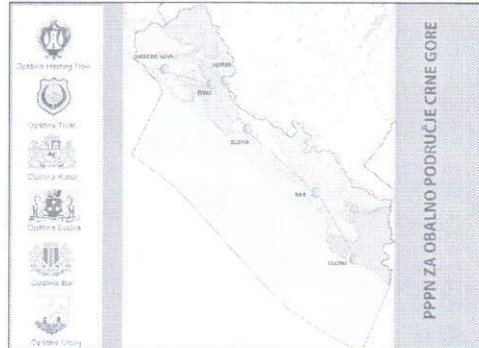 Opština Herceg Novi
Opština Tivat
Opština Kotor
Opština Budva
Opština Bar
Opština Ulcinj
HERCEG NOVI
KOTOR
TIVAT
BUDVA
BAR
ULCINJ
PPPN ZA OBALNO PODRUČJE CRNE GORE